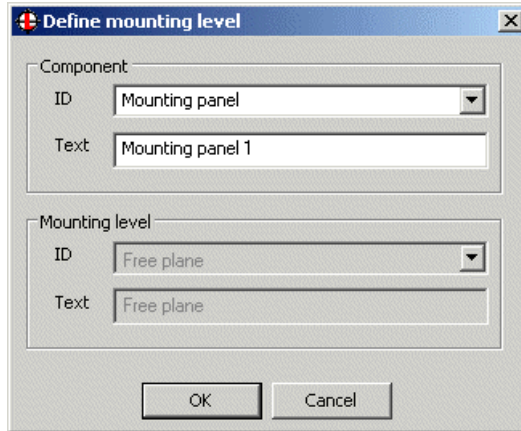 Define mounting level
Component
ID Mounting panel
Text Mounting panel 1
Mounting level
ID Free plane
Text Free plane
OK Cancel